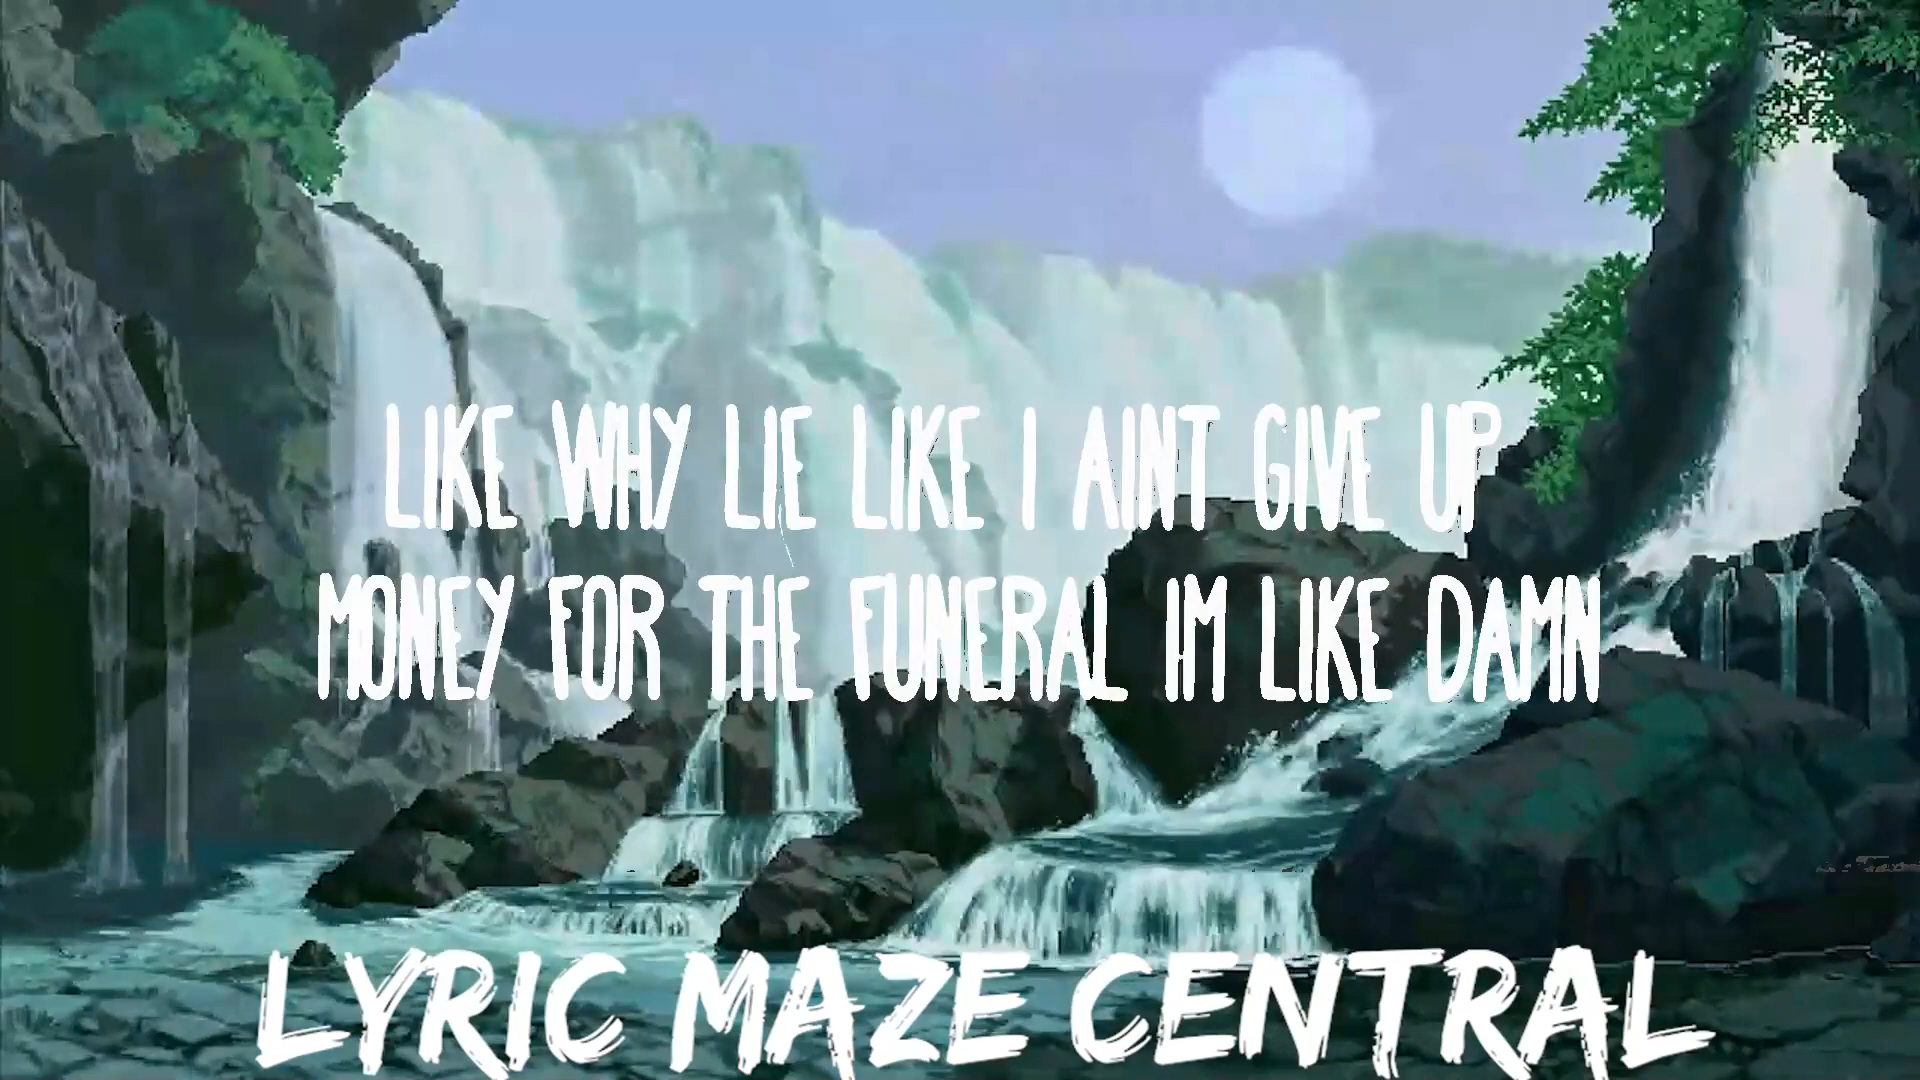 LIKE WHY LIE LIKE I AINT GIVE UP
MONEY FOR THE FUNERAL IM LIKE DAMN
LYRIC MAZE CENTRAL